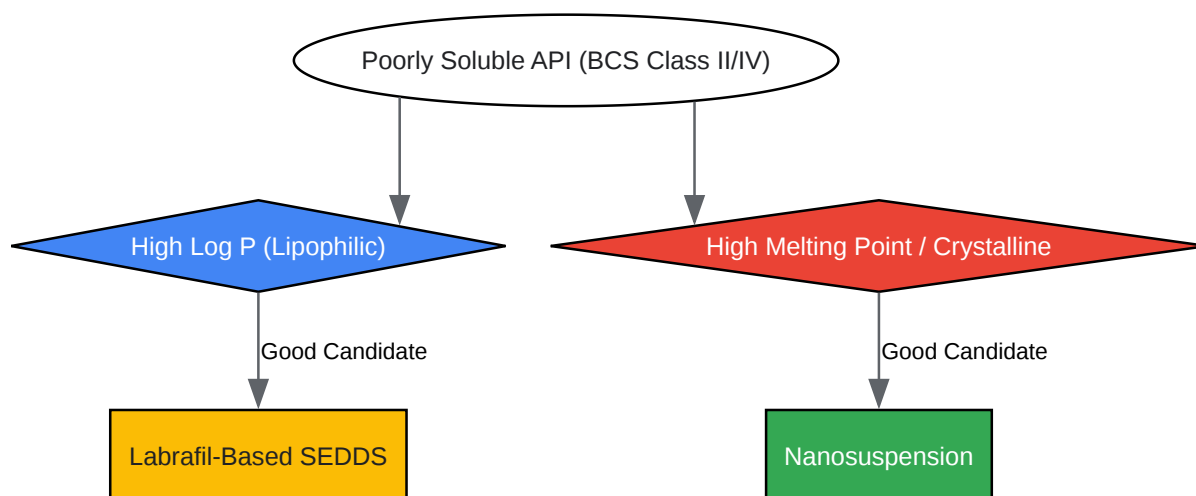 Poorly Soluble API (BCS Class II/IV)
High Log P (Lipophilic)
High Melting Point / Crystalline
Good Candidate
Good Candidate
Labrafil-Based SEDDS
Nanosuspension